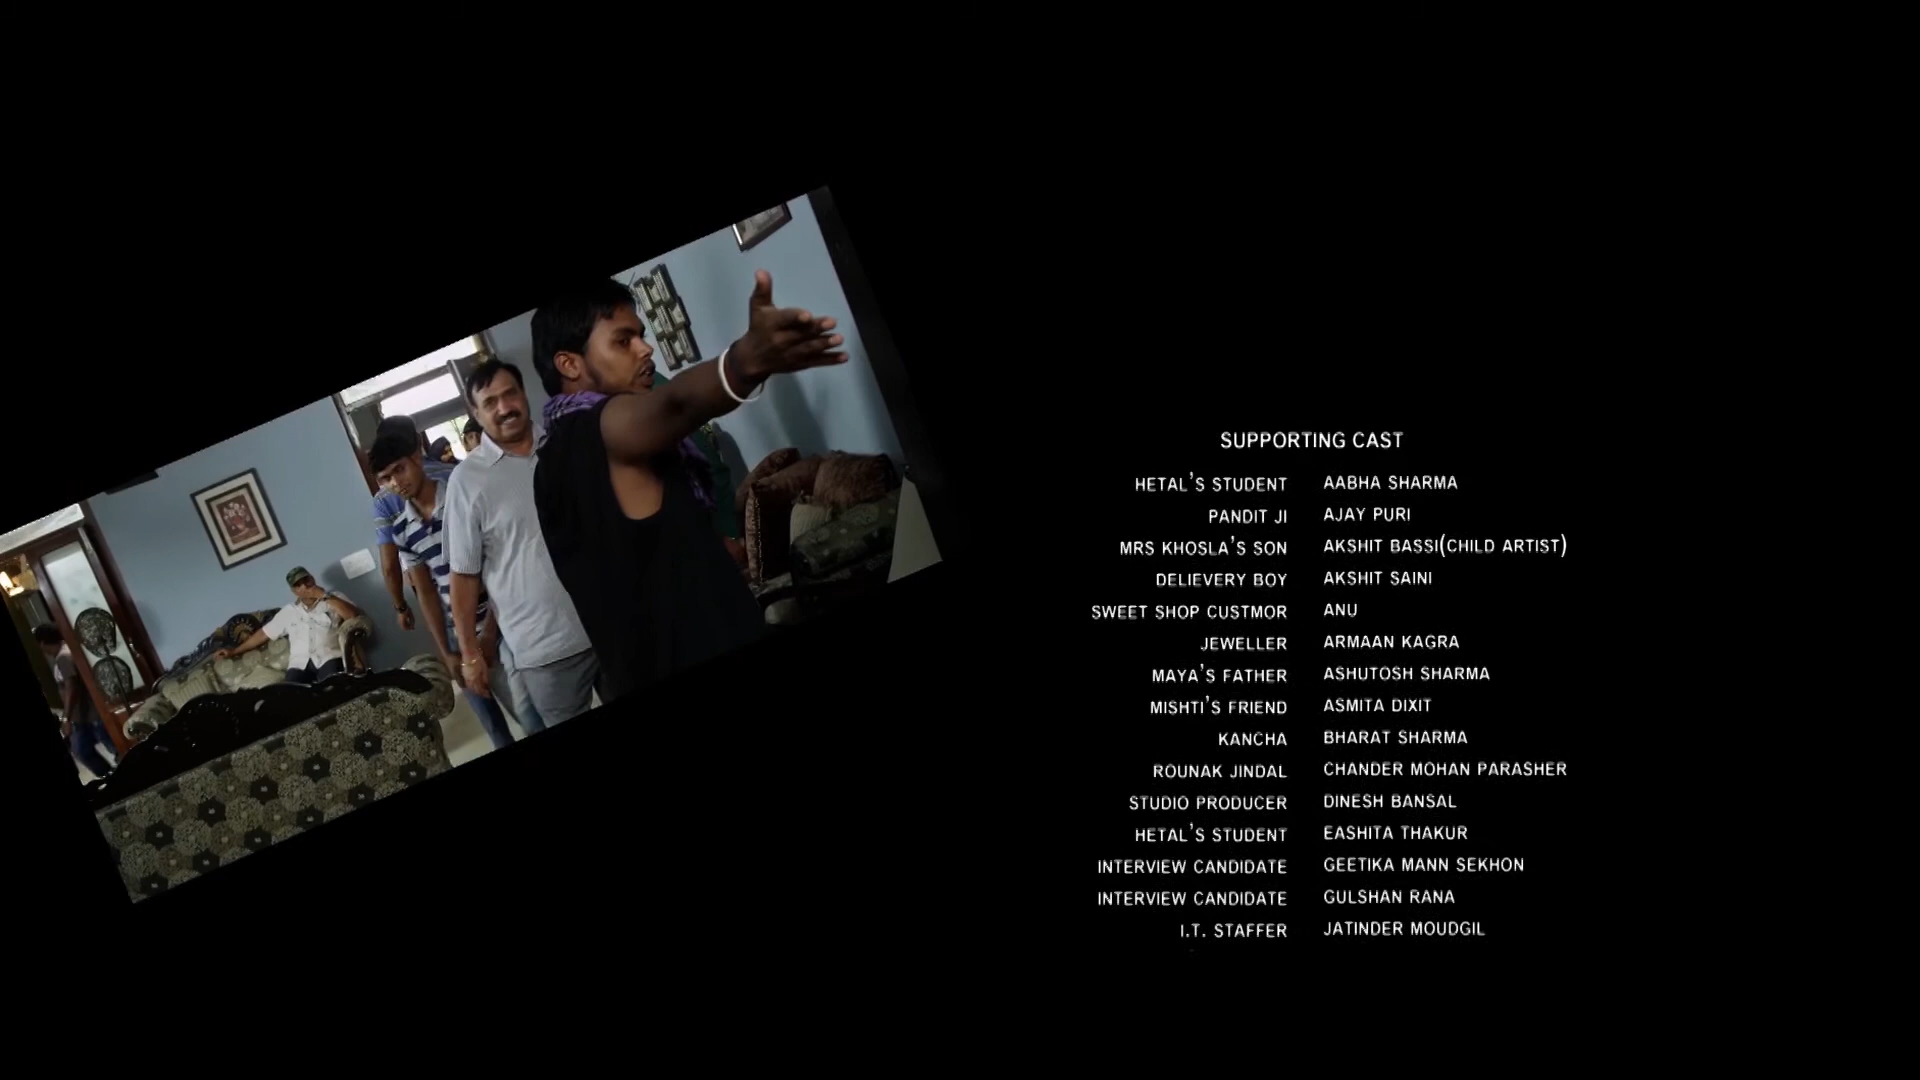 SUPPORTING CAST
HETAL'S STUDENT AABHA SHARMA
PANDIT JI AJAY PURI
MRS KHOSLA'S SON AKSHIT BASSI(CHILD ARTIST)
DELIEVERY BOY AKSHIT SAINI
SWEET SHOP CUSTMOR ANU
JEWELLER ARMAAN KAGRA
MAYA'S FATHER ASHUTOSH SHARMA
MISHTI'S FRIEND ASMITA DIXIT
KANCHA BHARAT SHARMA
ROUNAK JINDAL CHANDER MOHAN PARASHER
STUDIO PRODUCER DINESH BANSAL
HETAL'S STUDENT EASHITA THAKUR
INTERVIEW CANDIDATE GEETIKA MANN SEKHON
INTERVIEW CANDIDATE GULSHAN RANA
I.T. STAFFER JATINDER MOUDGIL